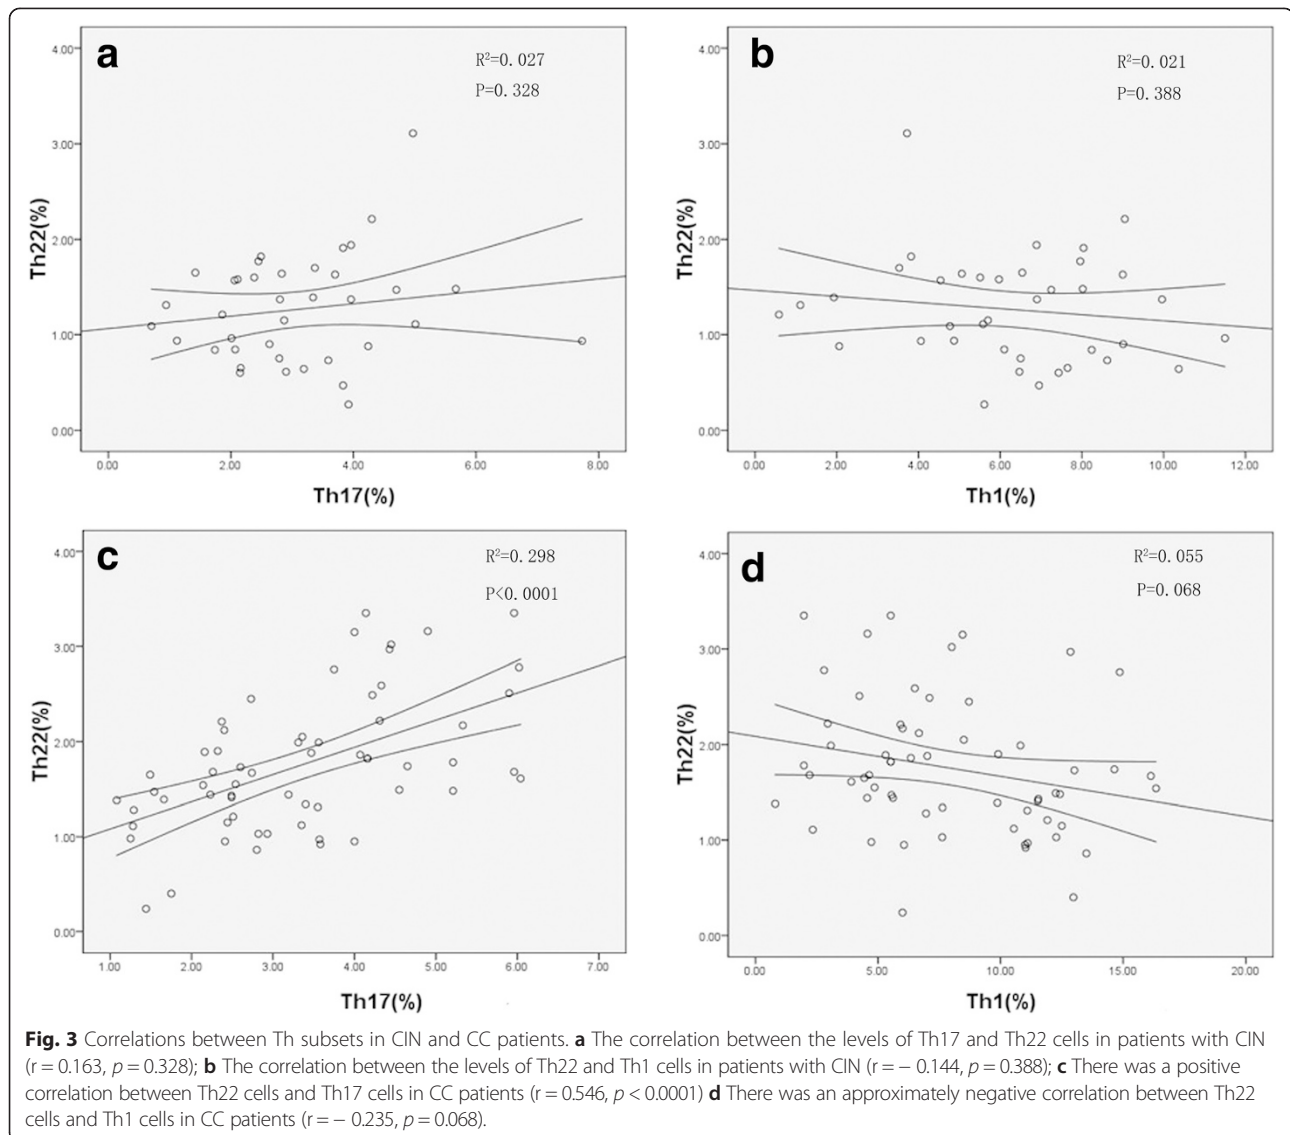 a
R²=0.027
P=0.328
4.00
3.00
2.00
1.00
0.00
Th22(%)
0.00 2.00 4.00 6.00 8.00
Th17(%)
b
R²=0.021
P=0.388
4.00
3.00
2.00
1.00
0.00
Th22(%)
0.00 2.00 4.00 6.00 8.00 10.00 12.00
Th1(%)
c
R²=0.298
P<0.0001
4.00
3.00
2.00
1.00
0.00
Th22(%)
1.00 2.00 3.00 4.00 5.00 6.00 7.00
Th17(%)
d
R²=0.055
P=0.068
4.00
3.00
2.00
1.00
0.00
Th22(%)
0.00 5.00 10.00 15.00 20.00
Th1(%)
Fig. 3 Correlations between Th subsets in CIN and CC patients. a The correlation between the levels of Th17 and Th22 cells in patients with CIN
(r = 0.163, p = 0.328); b The correlation between the levels of Th22 and Th1 cells in patients with CIN (r = − 0.144, p = 0.388); c There was a positive
correlation between Th22 cells and Th17 cells in CC patients (r = 0.546, p < 0.0001) d There was an approximately negative correlation between Th22
cells and Th1 cells in CC patients (r = − 0.235, p = 0.068).